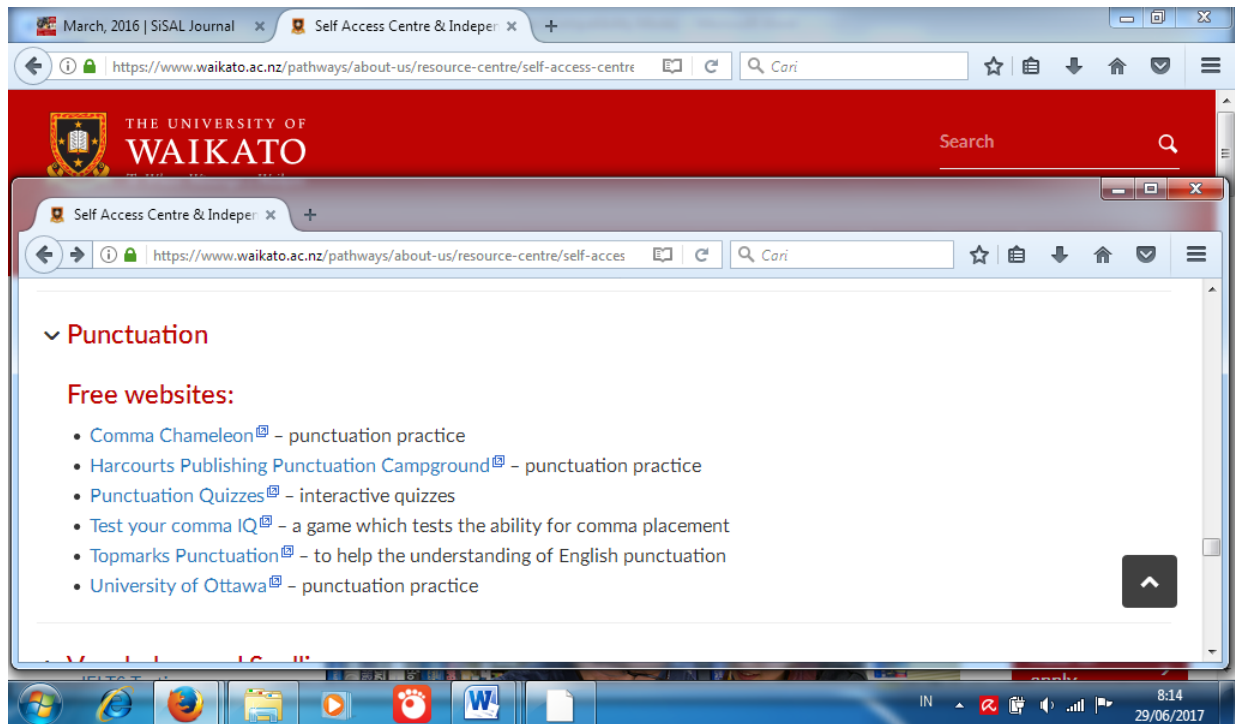 March, 2016 | SiSAL Journal
Self Access Centre & Indeper
https://www.waikato.ac.nz/pathways/about-us/resource-centre/self-access-centre
Cari
THE UNIVERSITY OF
WAIKATO
Search
Self Access Centre & Indeper
https://www.waikato.ac.nz/pathways/about-us/resource-centre/self-acces
Cari
Punctuation
Free websites:
• Comma Chameleon – punctuation practice
• Harcourts Publishing Punctuation Campground – punctuation practice
• Punctuation Quizzes – interactive quizzes
• Test your comma IQ – a game which tests the ability for comma placement
• Topmarks Punctuation – to help the understanding of English punctuation
• University of Ottawa – punctuation practice
IN
8:14
29/06/2017